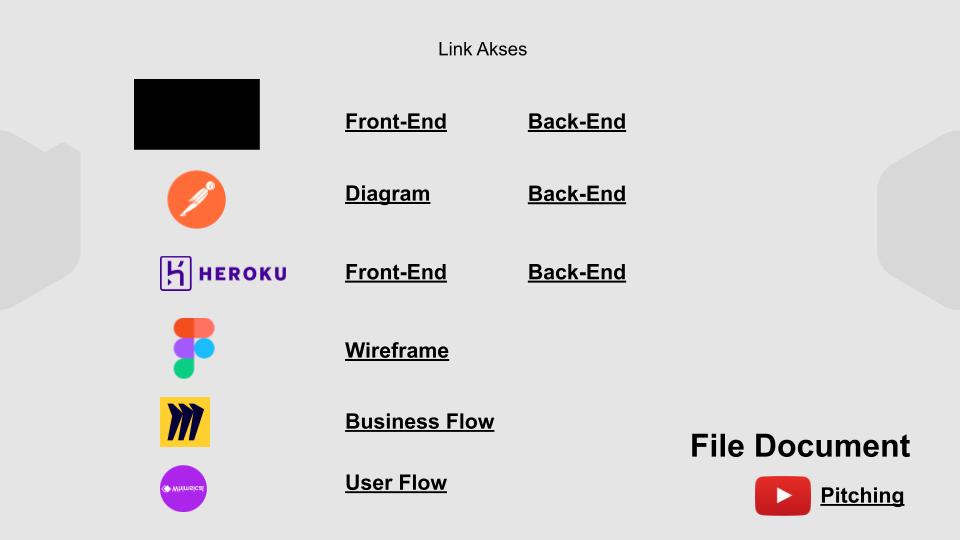 Link Akses
Front-End Back-End
Diagram Back-End
HEROKU Front-End Back-End
Wireframe
Business Flow
User Flow
Whimsical
File Document
Pitching